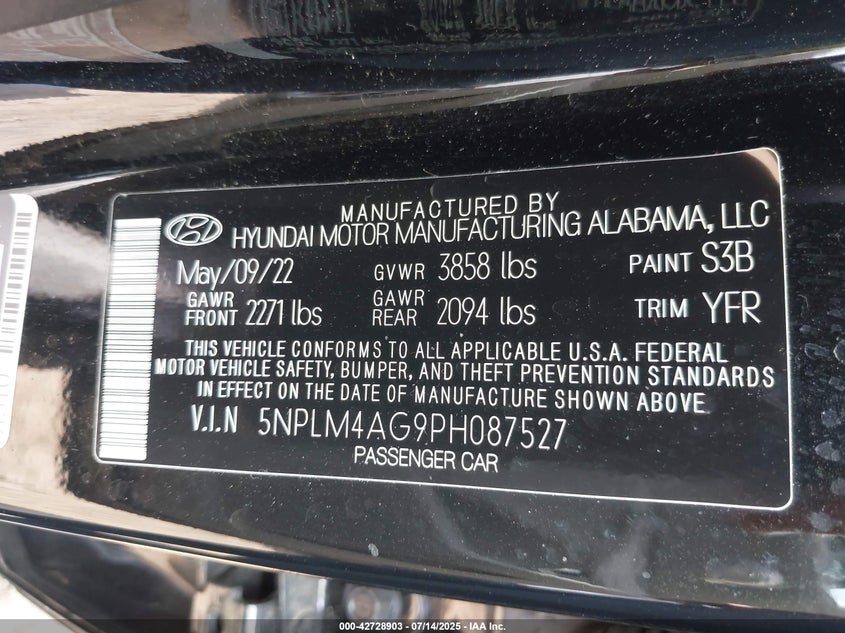 MANUFACTURED BY
HYUNDAI MOTOR MANUFACTURING ALABAMA, LLC
May/09/22 GVWR 3858 lbs PAINT S3B
GAWR FRONT 2271 lbs GAWR REAR 2094 lbs TRIM YFR
THIS VEHICLE CONFORMS TO ALL APPLICABLE U.S.A. FEDERAL
MOTOR VEHICLE SAFETY, BUMPER, AND THEFT PREVENTION STANDARDS
IN EFFECT ON THE DATE OF MANUFACTURE SHOWN ABOVE
V.I.N 5NPLM4AG9PH087527
PASSENGER CAR
000-42728903 - 07/14/2025 - IAA Inc.